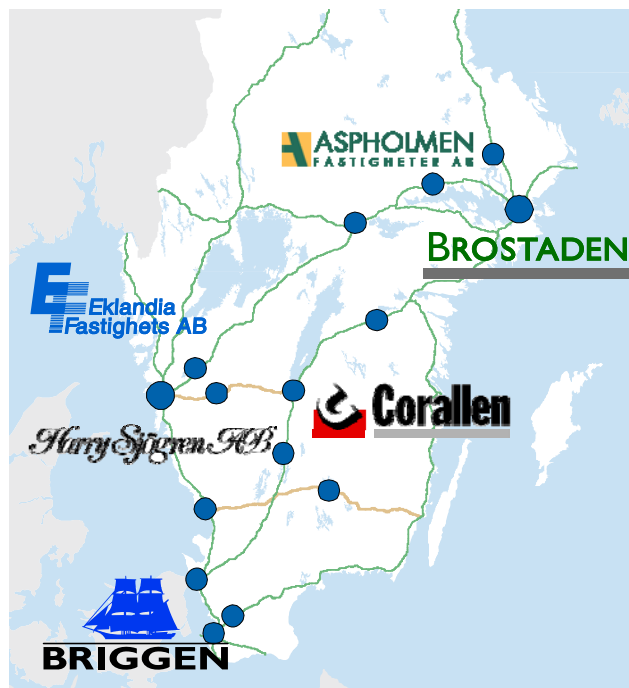 ASPHOLMEN
FASTIGHETER AB
BROSTADEN
Eklandia
Fastighets AB
Corallen
Harry Sjögren AB
BRIGGEN